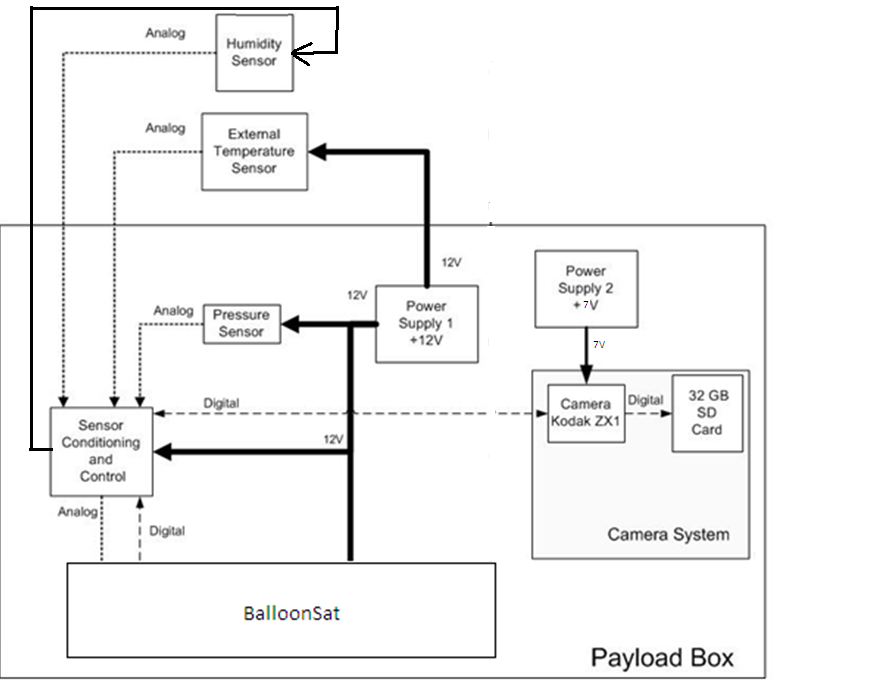 Analog
Humidity
Sensor
Analog
External
Temperature
Sensor
12V
12V
Power
Supply 1
+12V
Power
Supply 2
+7V
7V
Analog
Pressure
Sensor
Digital
Camera
Kodak ZX1
Digital
32 GB
SD
Card
Sensor
Conditioning
and
Control
12V
Camera System
Analog
Digital
BalloonSat
Payload Box